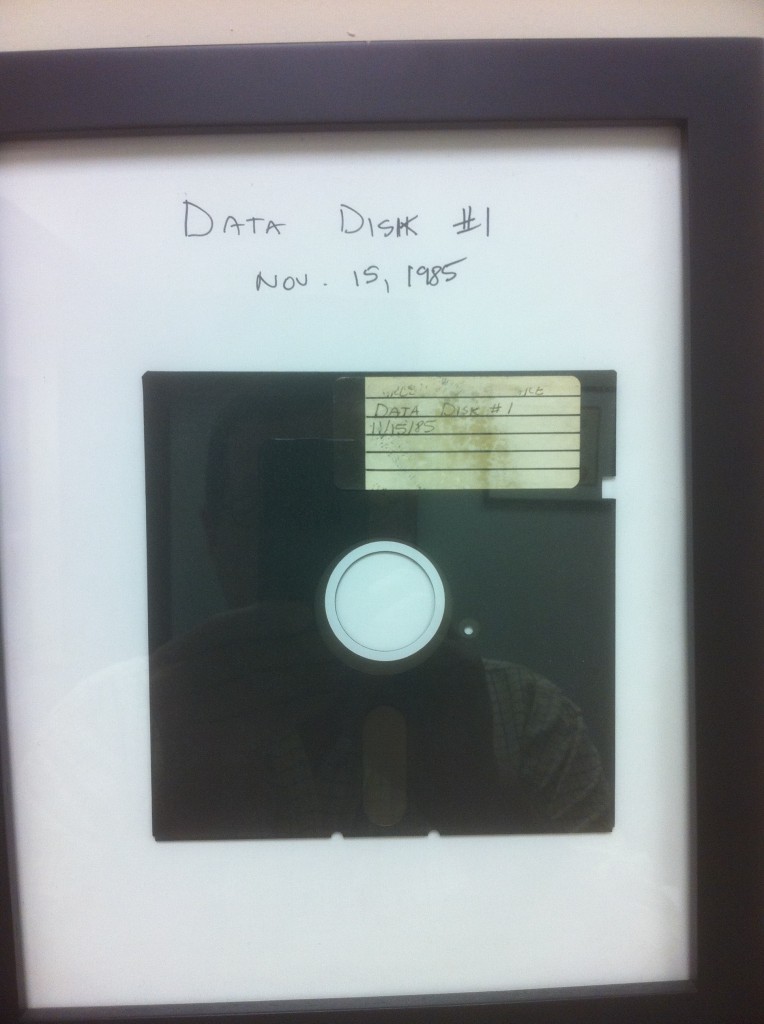 DATA DISK #1
NOV. 15, 1985
DATA DISK #1
11/15/85